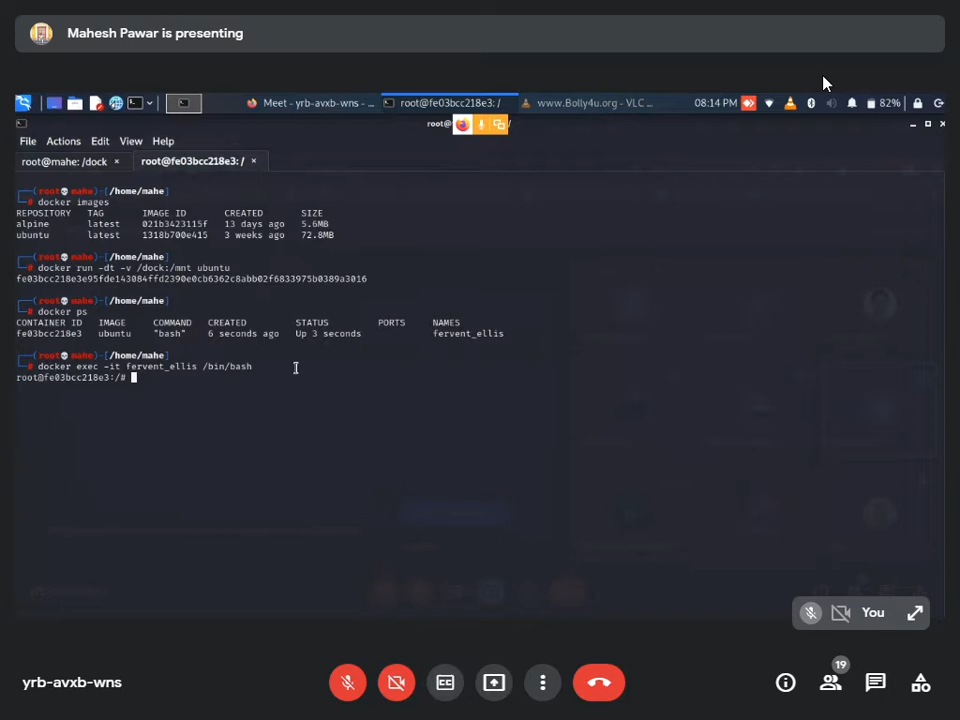 Mahesh Pawar is presenting
Meet - yrb-avxb-wns - ... root@fe03bcc218e3: / www.Bolly4u.org - VLC ... 08:14 PM 82%
root@ /
File Actions Edit View Help
root@mahe: /dock × root@fe03bcc218e3: / ×
(root💀mahe)-[/home/mahe]
# docker images
REPOSITORY TAG IMAGE ID CREATED SIZE
alpine latest 021b3423115f 13 days ago 5.6MB
ubuntu latest 1318b700e415 3 weeks ago 72.8MB
(root💀mahe)-[/home/mahe]
# docker run -dt -v /dock:/mnt ubuntu
fe03bcc218e3e95fde143084ffd2390e0cb6362c8abb02f6833975b0389a3016
(root💀mahe)-[/home/mahe]
# docker ps
CONTAINER ID IMAGE COMMAND CREATED STATUS PORTS NAMES
fe03bcc218e3 ubuntu "bash" 6 seconds ago Up 3 seconds fervent_ellis
(root💀mahe)-[/home/mahe]
# docker exec -it fervent_ellis /bin/bash
root@fe03bcc218e3:/#
You
19
yrb-avxb-wns